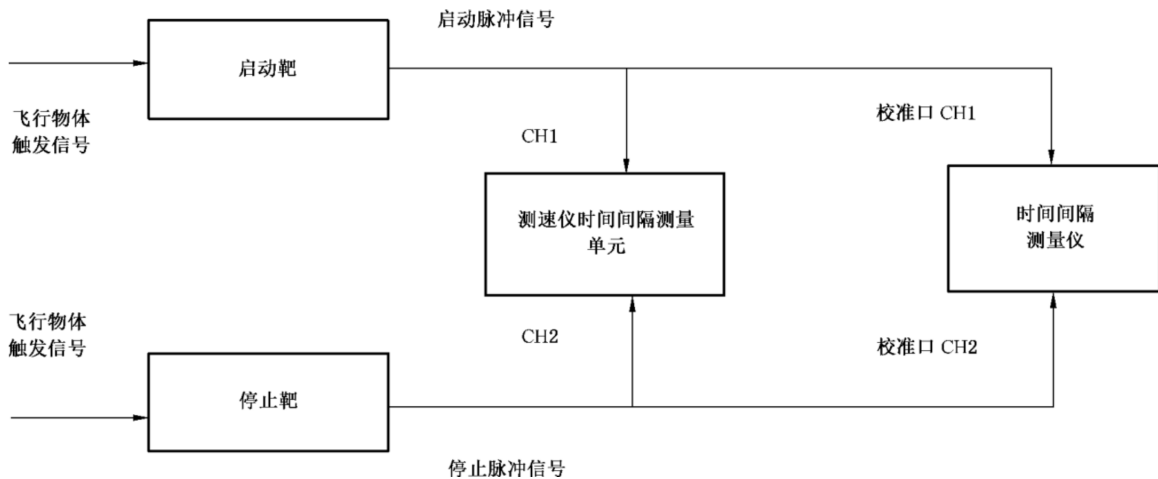 启动脉冲信号
启动靶
飞行物体
触发信号
CH1
校准口 CH1
测速仪时间间隔测量
单元
时间间隔
测量仪
飞行物体
触发信号
CH2
校准口 CH2
停止靶
停止脉冲信号